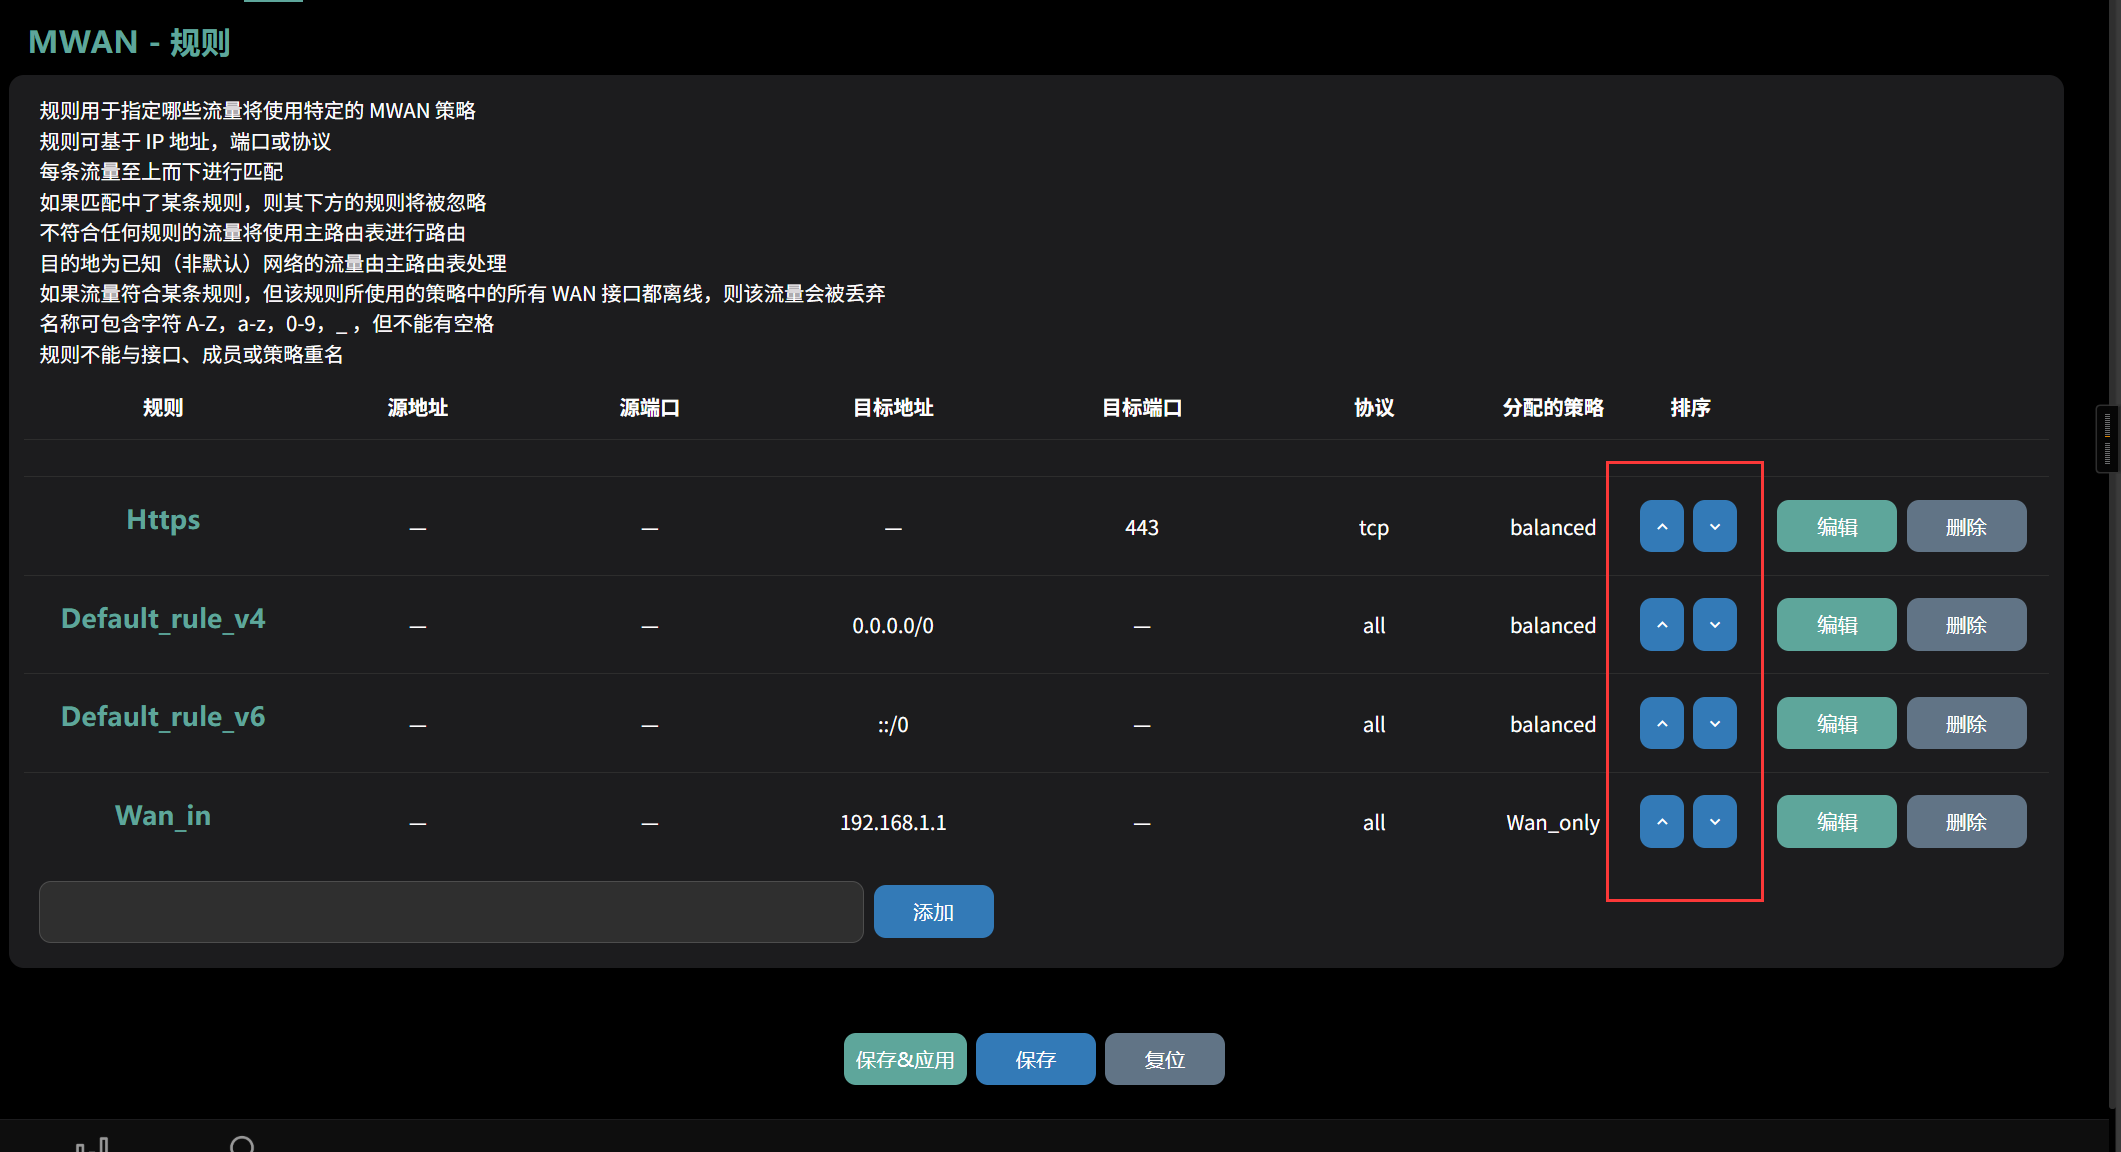 MWAN - 规则
规则用于指定哪些流量将使用特定的 MWAN 策略
规则可基于 IP 地址，端口或协议
每条流量至上而下进行匹配
如果匹配中了某条规则，则其下方的规则将被忽略
不符合任何规则的流量将使用主路由表进行路由
目的地为已知（非默认）网络的流量由主路由表处理
如果流量符合某条规则，但该规则所使用的策略中的所有 WAN 接口都离线，则该流量会被丢弃
名称可包含字符 A-Z，a-z，0-9，_ ，但不能有空格
规则不能与接口、成员或策略重名
规则 源地址 源端口 目标地址 目标端口 协议 分配的策略 排序
Https — — — 443 tcp balanced 编辑 删除
Default_rule_v4 — — 0.0.0.0/0 — all balanced 编辑 删除
Default_rule_v6 — — ::/0 — all balanced 编辑 删除
Wan_in — — 192.168.1.1 — all Wan_only 编辑 删除
添加
保存&应用 保存 复位